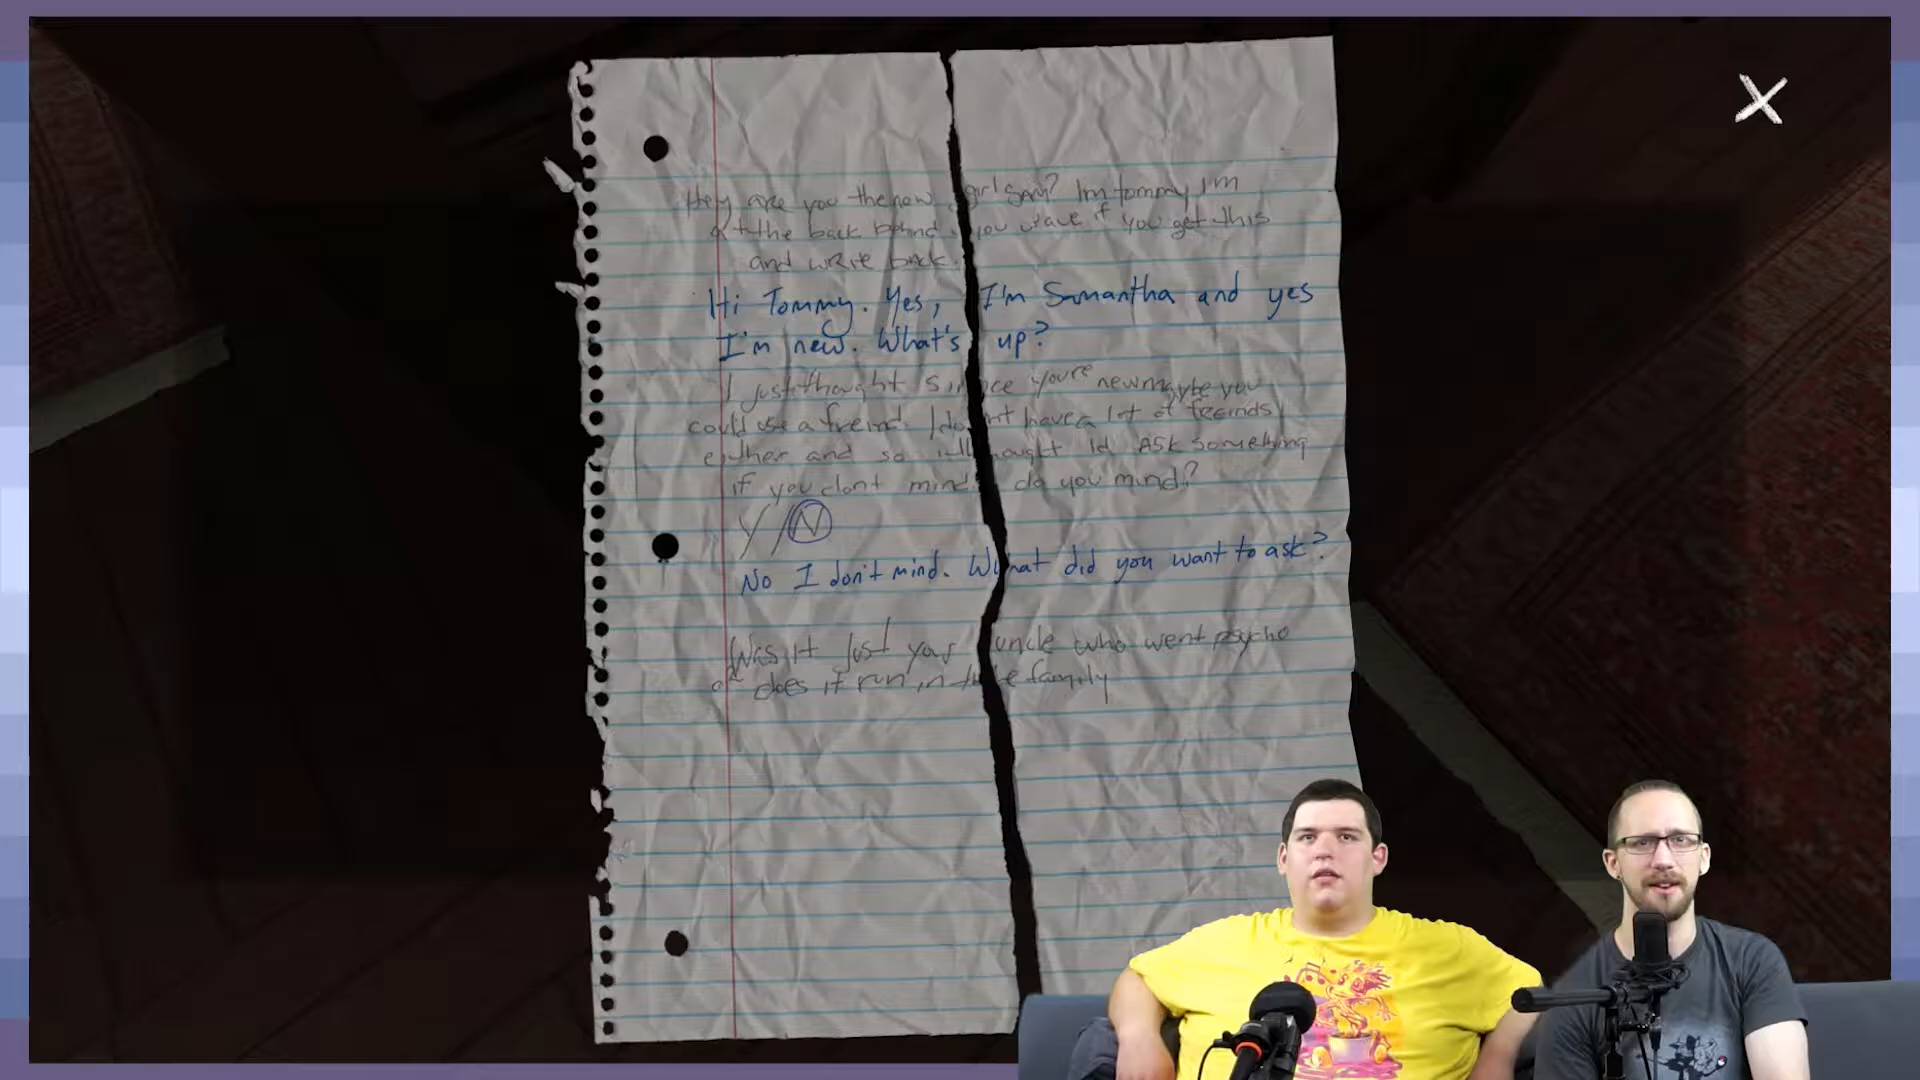 Hey are you the new girl Sam? Im tommy I'm
at the back behind you wave if you get this
and write back.
Hi Tommy. Yes, I'm Samantha and yes
I'm new. What's up?
I just thought since you're new maybe you
could use a freind. I dont have a lot of freinds
either and so i thought id ASk something
if you dont mind. do you mind?
Y/N
No I don't mind. What did you want to ask?
Was it just your uncle who went psycho
or does it run in the family